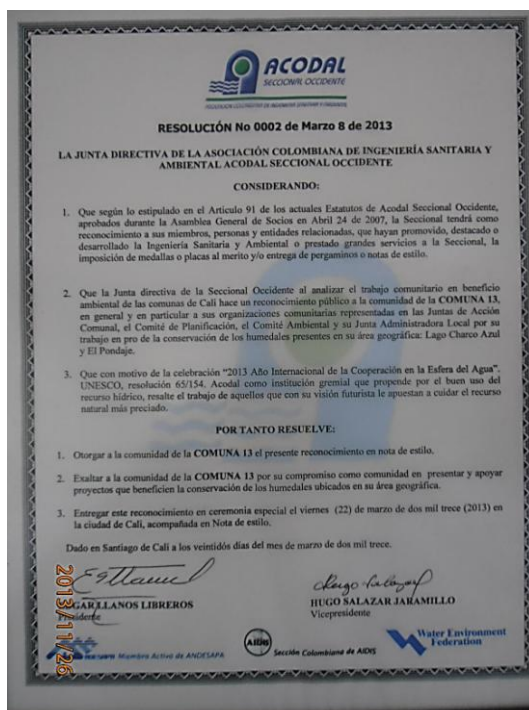 ACODAL
SECCIONAL OCCIDENTE
RESOLUCIÓN No 0002 de Marzo 8 de 2013
LA JUNTA DIRECTIVA DE LA ASOCIACIÓN COLOMBIANA DE INGENIERÍA SANITARIA Y
AMBIENTAL ACODAL SECCIONAL OCCIDENTE
CONSIDERANDO:
1. Que según lo estipulado en el Articulo 91 de los actuales Estatutos de Acodal Seccional Occidente,
aprobados durante la Asamblea General de Socios en Abril 24 de 2007, la Seccional tendrá como
reconocimiento a sus miembros, personas y entidades relacionadas, que hayan promovido, destacado o
desarrollado la Ingeniería Sanitaria y Ambiental o prestado grandes servicios a la Seccional, la
imposición de medallas o placas al merito y/o entrega de pergaminos o notas de estilo.
2. Que la Junta directiva de la Seccional Occidente al analizar el trabajo comunitario en beneficio
ambiental de las comunas de Cali hace un reconocimiento público a la comunidad de la COMUNA 13,
en general y en particular a sus organizaciones comunitarias representadas en las Juntas de Acción
Comunal, el Comité de Planificación, el Comité Ambiental y su Junta Administradora Local por su
trabajo en pro de la conservación de los humedales presentes en su área geográfica: Lago Charco Azul
y El Pondaje.
3. Que con motivo de la celebración "2013 Año Internacional de la Cooperación en la Esfera del Agua".
UNESCO, resolución 65/154. Acodal como institución gremial que propende por el buen uso del
recurso hídrico, resalte el trabajo de aquellos que con su visión futurista le apuestan a cuidar el recurso
natural más preciado.
POR TANTO RESUELVE:
1. Otorgar a la comunidad de la COMUNA 13 el presente reconocimiento en nota de estilo.
2. Exaltar a la comunidad de la COMUNA 13 por su compromiso como comunidad en presentar y apoyar
proyectos que beneficien la conservación de los humedales ubicados en su área geográfica.
3. Entregar este reconocimiento en ceremonia especial el viernes (22) de marzo de dos mil trece (2013) en
la ciudad de Cali, acompañada en Nota de estilo.
Dado en Santiago de Cali a los veintidós días del mes de marzo de dos mil trece.
LLANOS LIBREROS
HUGO SALAZAR JARAMILLO
Vicepresidente
Miembro Activo de ANDESAPA
AIDIS
Sección Colombiana de AIDIS
Water Environment
Federation
2013/11/26